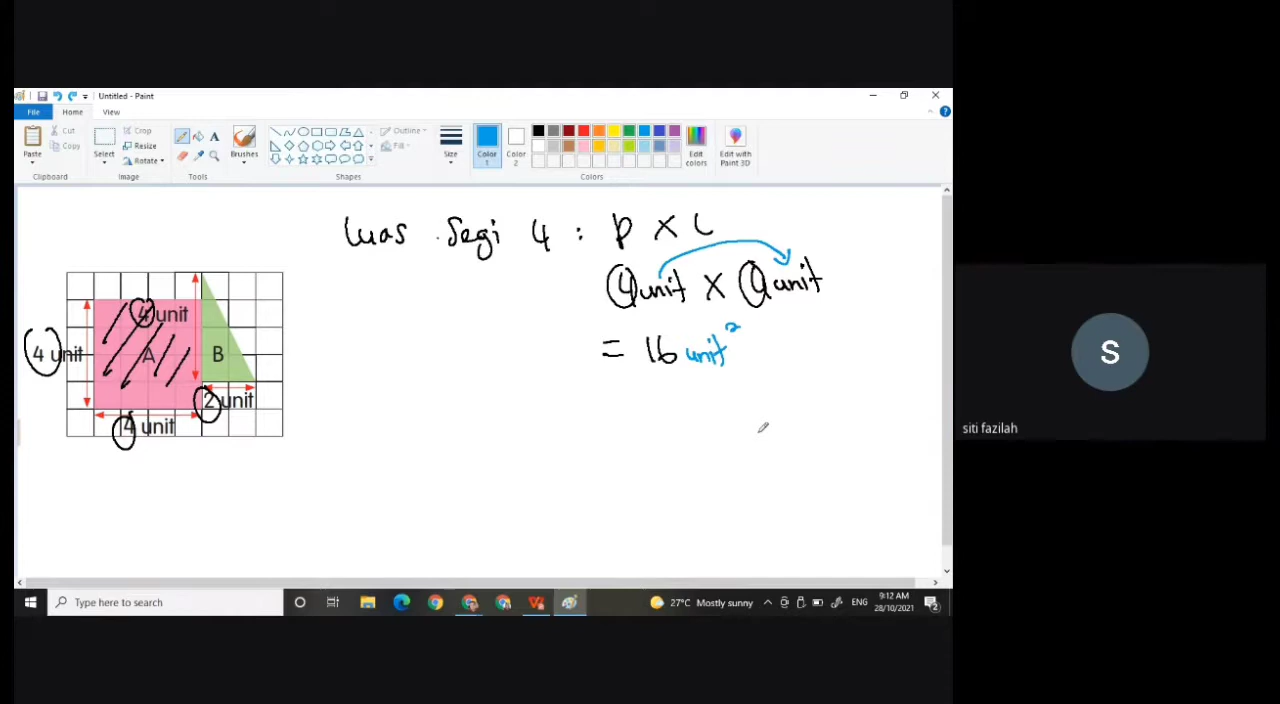 Untitled - Paint
File Home View
Paste
Cut
Copy
Clipboard
Select
Crop
Resize
Rotate
Image
A
Tools
Brushes
Shapes
Outline
Fill
Size
Color 1
Color 2
Colors
Edit colors
Edit with Paint 3D
Luas Segi 4 : P X L
4 unit X 4 unit
= 16 unit²
4 unit
4 unit
A
B
2 unit
4 unit
S
siti fazilah
Type here to search
27°C Mostly sunny
ENG
9:12 AM
28/10/2021
2